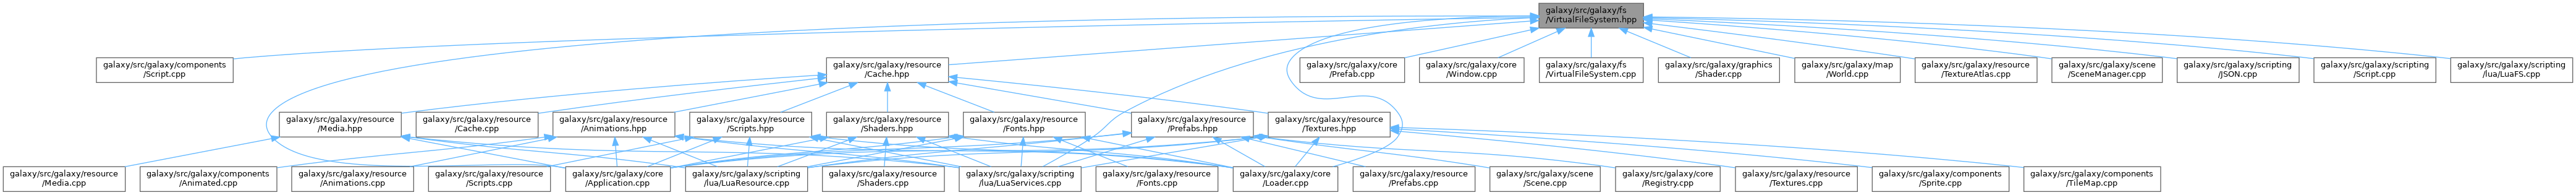 galaxy/src/galaxy/fs
/VirtualFileSystem.hpp
galaxy/src/galaxy/components
/Script.cpp
galaxy/src/galaxy/resource
/Cache.hpp
galaxy/src/galaxy/core
/Prefab.cpp
galaxy/src/galaxy/core
/Window.cpp
galaxy/src/galaxy/fs
/VirtualFileSystem.cpp
galaxy/src/galaxy/graphics
/Shader.cpp
galaxy/src/galaxy/map
/World.cpp
galaxy/src/galaxy/resource
/TextureAtlas.cpp
galaxy/src/galaxy/scene
/SceneManager.cpp
galaxy/src/galaxy/scripting
/JSON.cpp
galaxy/src/galaxy/scripting
/Script.cpp
galaxy/src/galaxy/scripting
/lua/LuaFS.cpp
galaxy/src/galaxy/resource
/Media.hpp
galaxy/src/galaxy/resource
/Cache.cpp
galaxy/src/galaxy/resource
/Animations.hpp
galaxy/src/galaxy/resource
/Scripts.hpp
galaxy/src/galaxy/resource
/Shaders.hpp
galaxy/src/galaxy/resource
/Fonts.hpp
galaxy/src/galaxy/resource
/Prefabs.hpp
galaxy/src/galaxy/resource
/Textures.hpp
galaxy/src/galaxy/resource
/Media.cpp
galaxy/src/galaxy/components
/Animated.cpp
galaxy/src/galaxy/resource
/Animations.cpp
galaxy/src/galaxy/resource
/Scripts.cpp
galaxy/src/galaxy/core
/Application.cpp
galaxy/src/galaxy/scripting
/lua/LuaResource.cpp
galaxy/src/galaxy/resource
/Shaders.cpp
galaxy/src/galaxy/scripting
/lua/LuaServices.cpp
galaxy/src/galaxy/resource
/Fonts.cpp
galaxy/src/galaxy/core
/Loader.cpp
galaxy/src/galaxy/resource
/Prefabs.cpp
galaxy/src/galaxy/scene
/Scene.cpp
galaxy/src/galaxy/core
/Registry.cpp
galaxy/src/galaxy/resource
/Textures.cpp
galaxy/src/galaxy/components
/Sprite.cpp
galaxy/src/galaxy/components
/TileMap.cpp